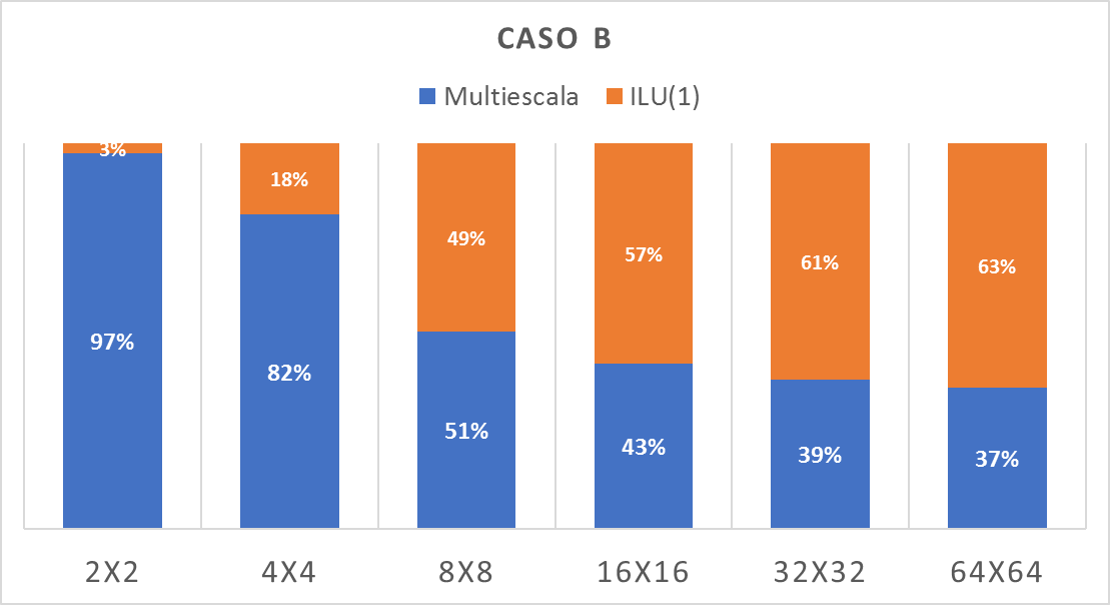 CASO B
Multiescala ILU(1)
3% 18% 49% 57% 61% 63%
97% 82% 51% 43% 39% 37%
2X2 4X4 8X8 16X16 32X32 64X64